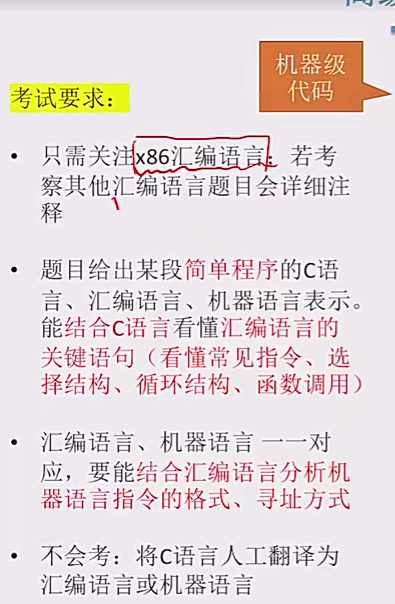 机器级
代码
考试要求：
• 只需关注x86汇编语言；若考
察其他汇编语言题目会详细注
释
• 题目给出某段简单程序的C语
言、汇编语言、机器语言表示。
能结合C语言看懂汇编语言的
关键语句（看懂常见指令、选
择结构、循环结构、函数调用）
• 汇编语言、机器语言 一一对
应，要能结合汇编语言分析机
器语言指令的格式、寻址方式
• 不会考：将C语言人工翻译为
汇编语言或机器语言